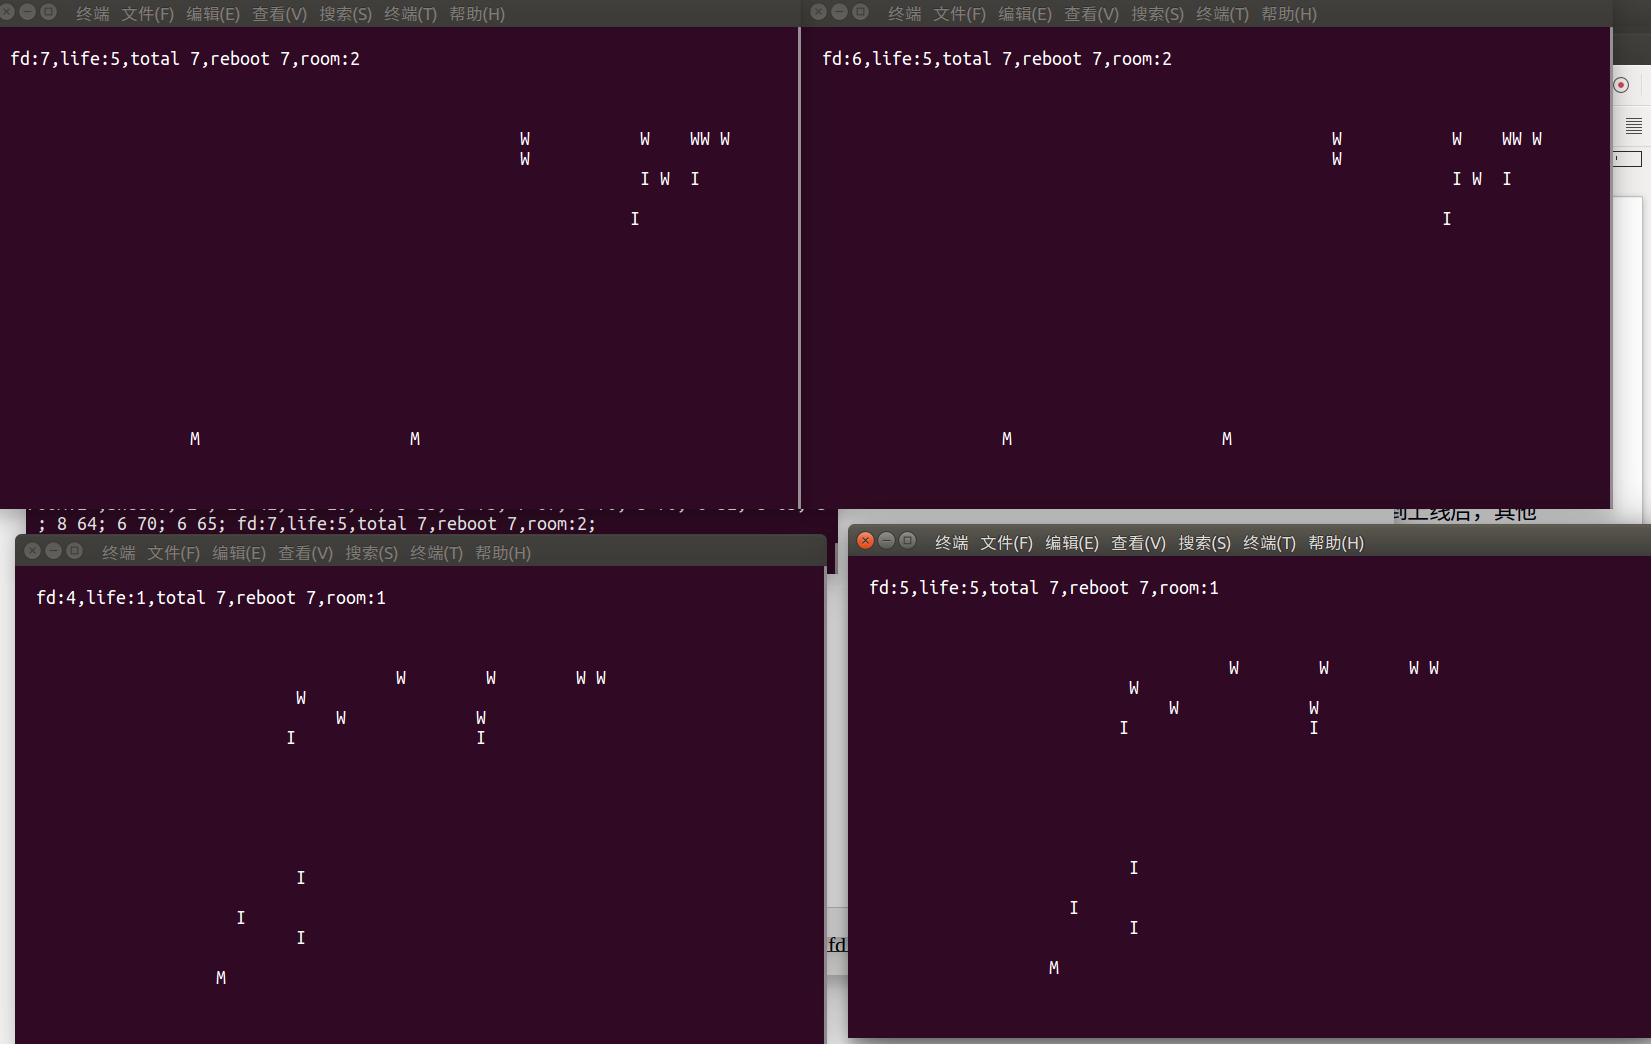 终端 文件(F) 编辑(E) 查看(V) 搜索(S) 终端(T) 帮助(H)
fd:7,life:5,total 7,reboot 7,room:2
W W WW W
W
I W I
I
M M
终端 文件(F) 编辑(E) 查看(V) 搜索(S) 终端(T) 帮助(H)
fd:6,life:5,total 7,reboot 7,room:2
W W WW W
W
I W I
I
M M
; 8 64; 6 70; 6 65; fd:7,life:5,total 7,reboot 7,room:2;
到上线后，其他
终端 文件(F) 编辑(E) 查看(V) 搜索(S) 终端(T) 帮助(H)
fd:4,life:1,total 7,reboot 7,room:1
W W W W
W
W W
I I
I
I
I
M
fd
终端 文件(F) 编辑(E) 查看(V) 搜索(S) 终端(T) 帮助(H)
fd:5,life:5,total 7,reboot 7,room:1
W W W W
W
W W
I I
I
I
I
M